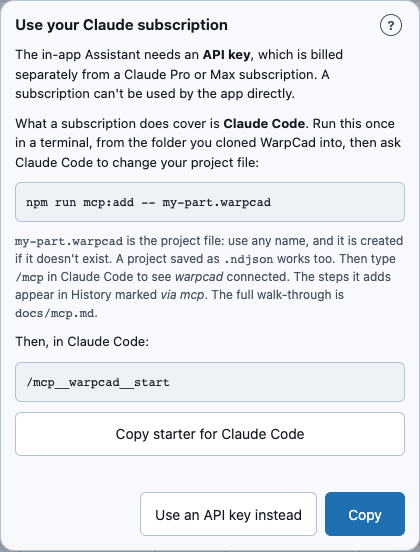 Use your Claude subscription
?
The in-app Assistant needs an API key, which is billed
separately from a Claude Pro or Max subscription. A
subscription can't be used by the app directly.
What a subscription does cover is Claude Code. Run this once
in a terminal, from the folder you cloned WarpCad into, then ask
Claude Code to change your project file:
npm run mcp:add -- my-part.warpcad
my-part.warpcad is the project file: use any name, and it is created
if it doesn't exist. A project saved as .ndjson works too. Then type
/mcp in Claude Code to see warpcad connected. The steps it adds
appear in History marked via mcp. The full walk-through is
docs/mcp.md.
Then, in Claude Code:
/mcp__warpcad__start
Copy starter for Claude Code
Use an API key instead
Copy